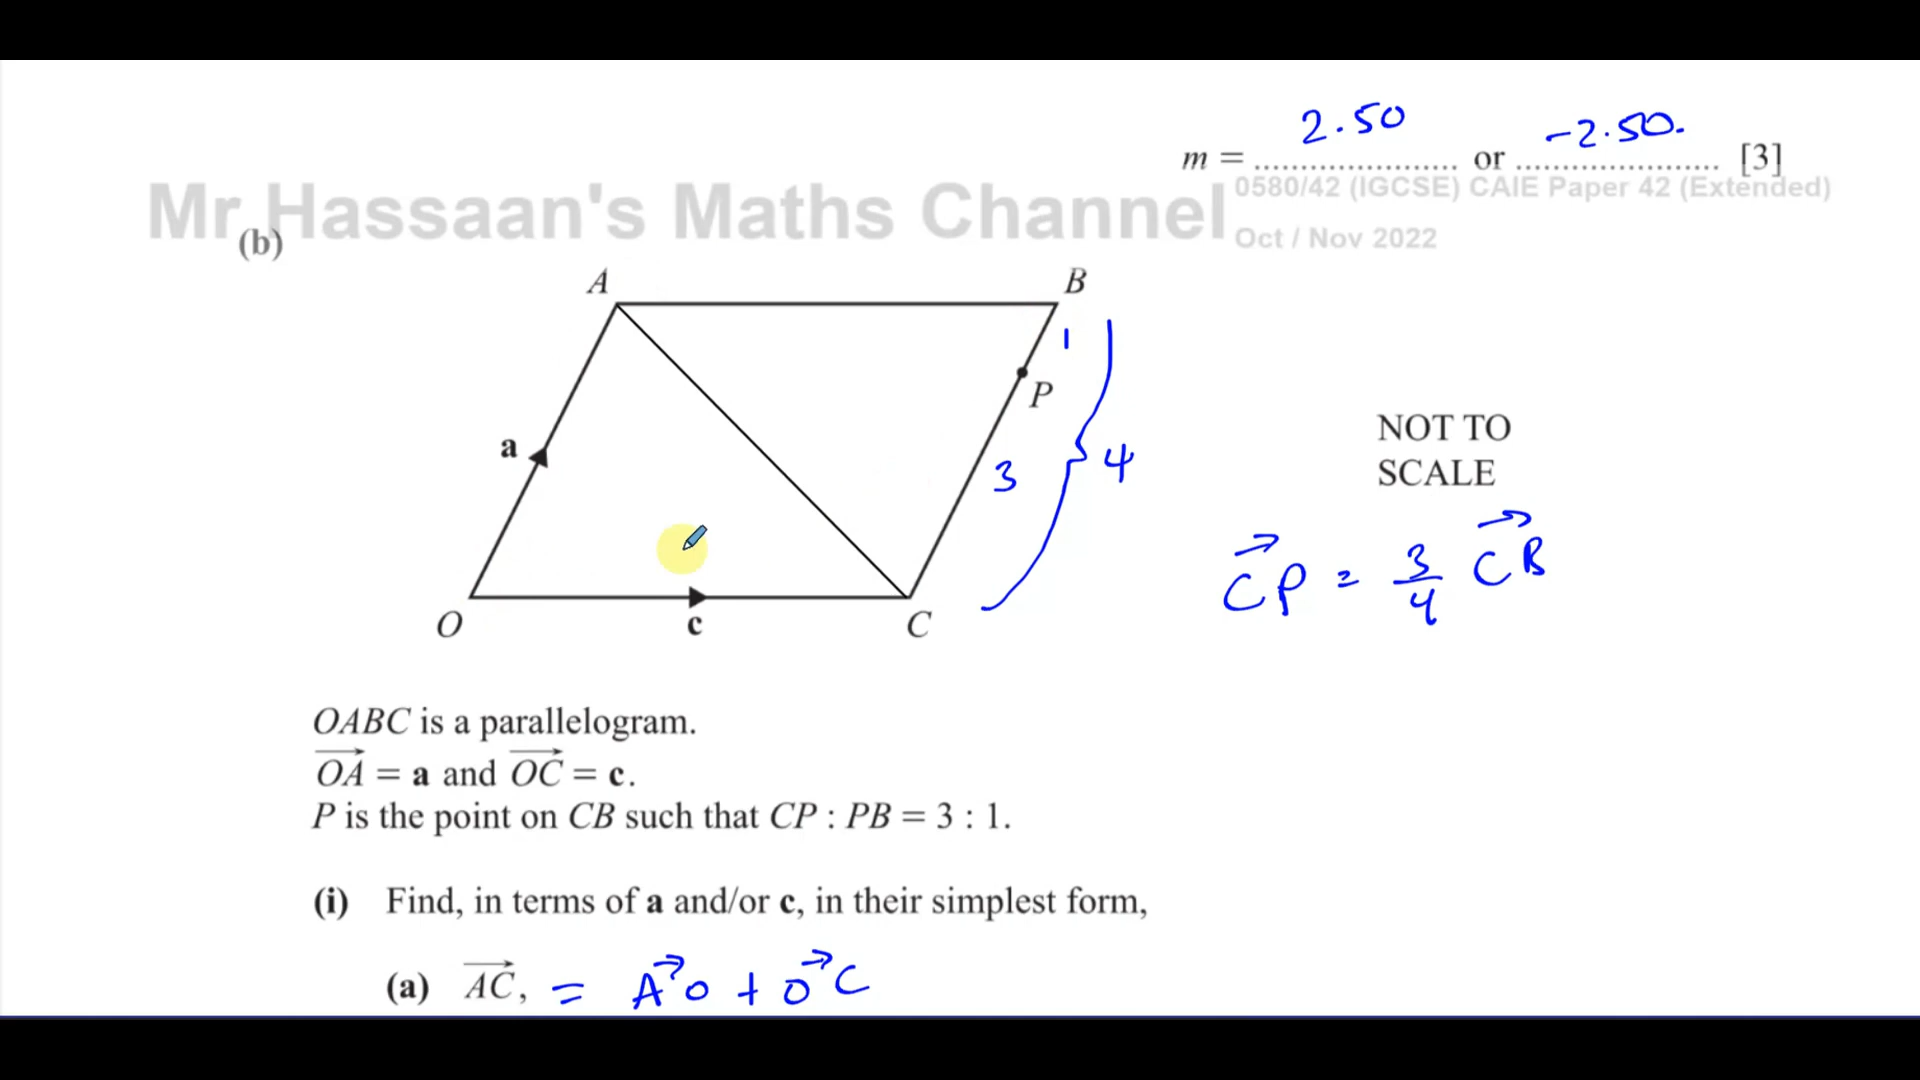 2.50 -2.50.
m = ..................... or ..................... [3]
Mr Hassaan's Maths Channel
0580/42 (IGCSE) CAIE Paper 42 (Extended)
Oct / Nov 2022
(b)
A
B
1
P
a
3
4
NOT TO
SCALE
CP = 3/4 CB
O
c
C
OABC is a parallelogram.
OA = a and OC = c.
P is the point on CB such that CP : PB = 3 : 1.
(i) Find, in terms of a and/or c, in their simplest form,
(a) AC, = AO + OC